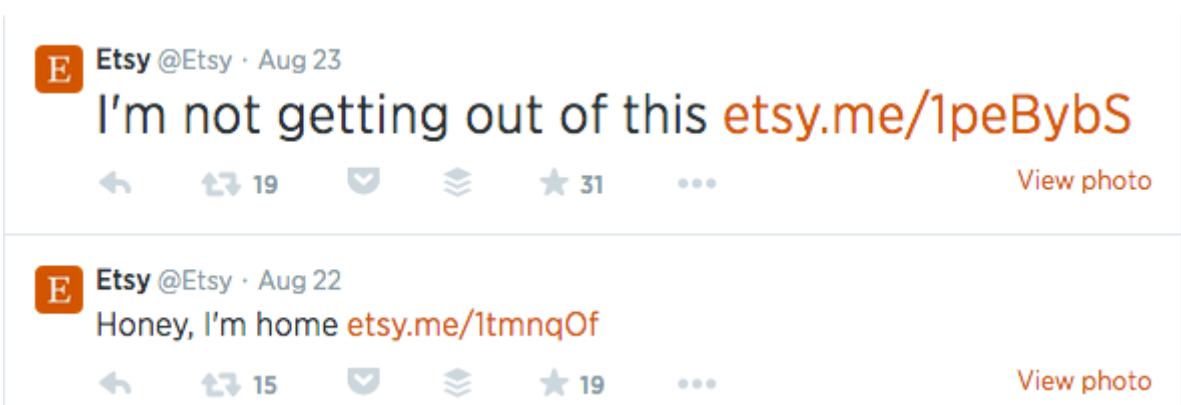 E Etsy @Etsy · Aug 23
I'm not getting out of this etsy.me/1peBybS
19 31 View photo
E Etsy @Etsy · Aug 22
Honey, I'm home etsy.me/1tmnqOf
15 19 View photo